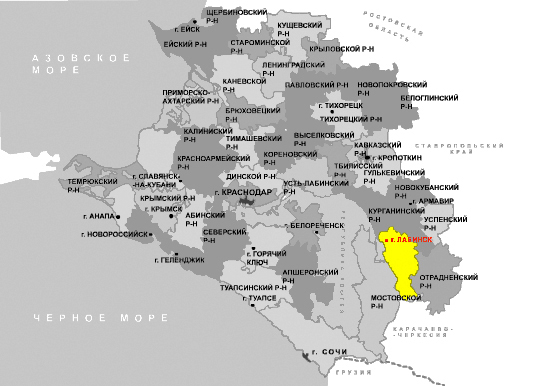 ЩЕРБИНОВСКИЙ
Р-Н
г. ЕЙСК
КУЩЕВСКИЙ
Р-Н
РОСТОВСКАЯ
ОБЛАСТЬ
ЕЙСКИЙ Р-Н
СТАРОМИНСКОЙ
Р-Н
КРЫЛОВСКОЙ Р-Н
АЗОВСКОЕ
МОРЕ
ЛЕНИНГРАДСКИЙ
Р-Н
КАНЕВСКОЙ
Р-Н
ПАВЛОВСКИЙ Р-Н
НОВОПОКРОВСКИЙ
Р-Н
ПРИМОРСКО-
АХТАРСКИЙ Р-Н
БЕЛОГЛИНСКИЙ
Р-Н
БРЮХОВЕЦКИЙ
Р-Н
г. ТИХОРЕЦК
ТИХОРЕЦКИЙ Р-Н
КАЛИНИСКИЙ
Р-Н
ТИМАШЕВСКИЙ
Р-Н
ВЫСЕЛКОВСКИЙ
Р-Н
КАВКАЗСКИЙ
Р-Н
г. КРОПОТКИН
СТАВРОПОЛЬСКИЙ
КРАЙ
КРАСНОАРМЕЙСКИЙ
Р-Н
КОРЕНОВСКИЙ
Р-Н
ТБИЛИССКИЙ
Р-Н
ГУЛЬКЕВИЧСКИЙ
Р-Н
ТЕМРЮКСКИЙ
Р-Н
г. СЛАВЯНСК-
-НА-КУБАНИ
ДИНСКОЙ Р-Н
УСТЬ-ЛАБИНСКИЙ
Р-Н
НОВОКУБАНСКИЙ
Р-Н
г. АРМАВИР
КРЫМСКИЙ Р-Н
г. КРАСНОДАР
г. КРЫМСК
г. АНАПА
АБИНСКИЙ
Р-Н
КУРГАНИНСКИЙ
Р-Н
УСПЕНСКИЙ
Р-Н
г. НОВОРОССИЙСК
СЕВЕРСКИЙ
Р-Н
БЕЛОРЕЧЕНСК
г. ЛАБИНСК
г. ГЕЛЕНДЖИК
г. ГОРЯЧИЙ
КЛЮЧ
АПШЕРОНСКИЙ
Р-Н
ОТРАДНЕНСКИЙ
Р-Н
ТУАПСИНСКИЙ Р-Н
г. ТУАПСЕ
МОСТОВСКОЙ
Р-Н
ЧЕРНОЕ МОРЕ
КАРАЧАЕВО-
-ЧЕРКЕСИЯ
г. СОЧИ
ГРУЗИЯ